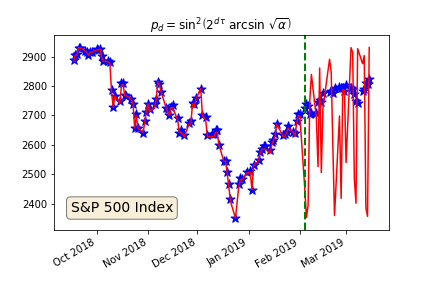 p_d = sin²(2^{dτ} arcsin √α)
2900
2800
2700
2600
2500
2400
S&P 500 Index
Oct 2018
Nov 2018
Dec 2018
Jan 2019
Feb 2019
Mar 2019